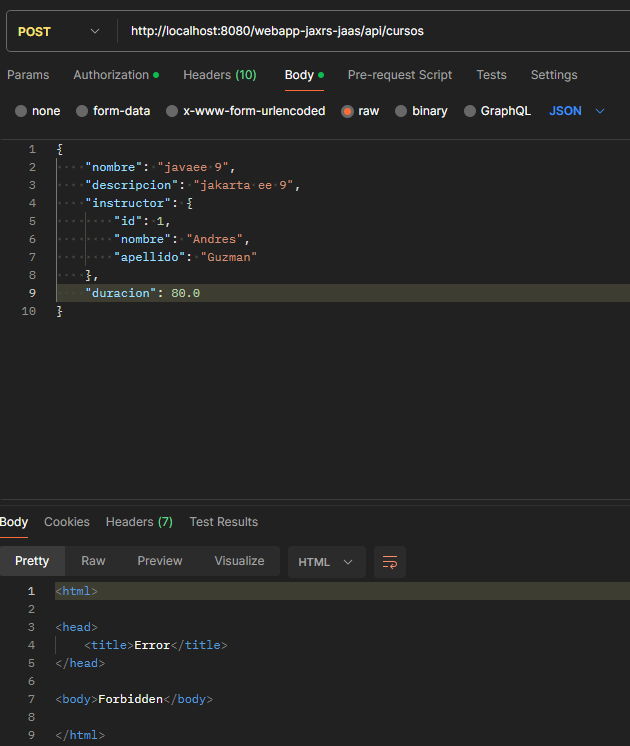 POST http://localhost:8080/webapp-jaxrs-jaas/api/cursos
Params Authorization Headers (10) Body Pre-request Script Tests Settings
none form-data x-www-form-urlencoded raw binary GraphQL JSON
1 {
2 "nombre": "javaee 9",
3 "descripcion": "jakarta ee 9",
4 "instructor": {
5 "id": 1,
6 "nombre": "Andres",
7 "apellido": "Guzman"
8 },
9 "duracion": 80.0
10 }
Body Cookies Headers (7) Test Results
Pretty Raw Preview Visualize HTML
1 <html>
2
3 <head>
4 <title>Error</title>
5 </head>
6
7 <body>Forbidden</body>
8
9 </html>